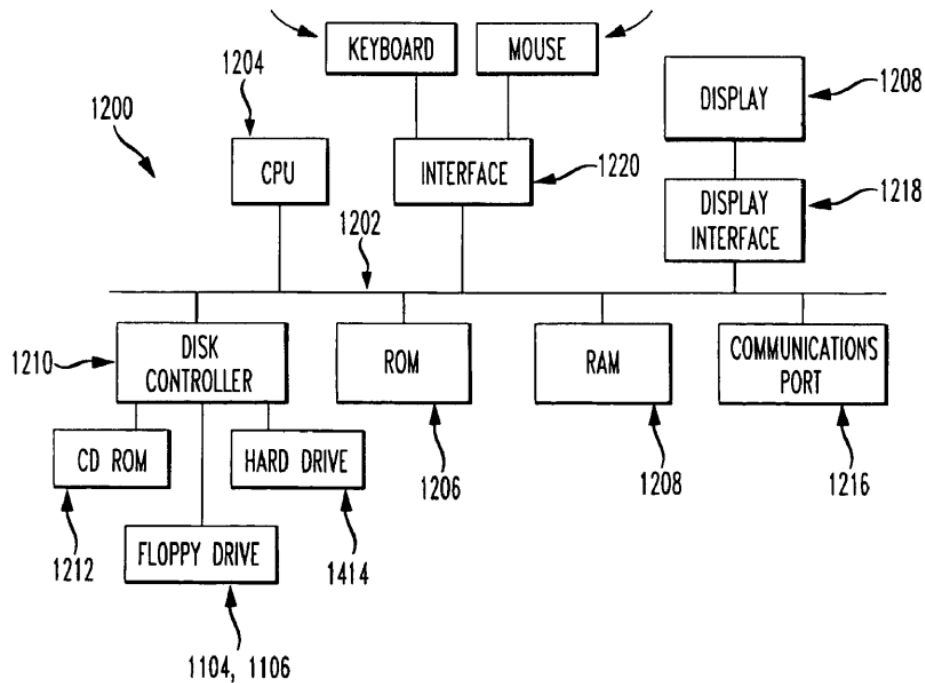 KEYBOARD
MOUSE
1204
1208
DISPLAY
1200
CPU
INTERFACE
1220
1218
DISPLAY
INTERFACE
1202
1210
DISK
CONTROLLER
ROM
RAM
COMMUNICATIONS
PORT
CD ROM
HARD DRIVE
1206
1208
1216
1212
FLOPPY DRIVE
1414
1104, 1106